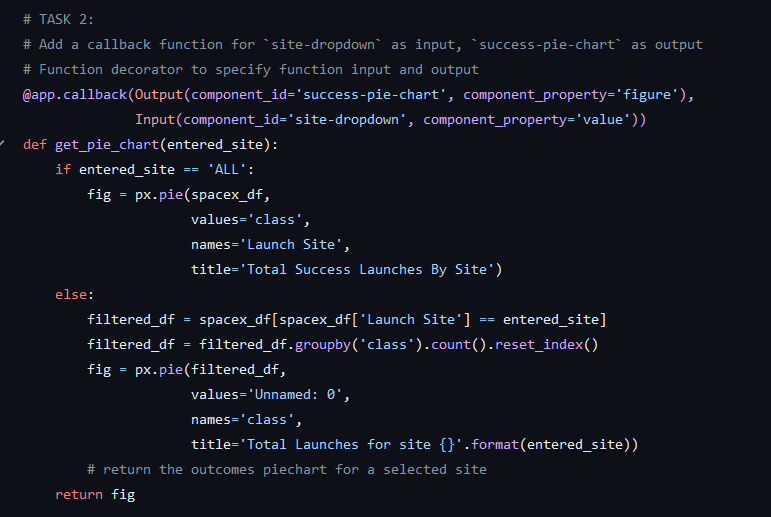 # TASK 2:
# Add a callback function for `site-dropdown` as input, `success-pie-chart` as output
# Function decorator to specify function input and output
@app.callback(Output(component_id='success-pie-chart', component_property='figure'),
              Input(component_id='site-dropdown', component_property='value'))
def get_pie_chart(entered_site):
    if entered_site == 'ALL':
        fig = px.pie(spacex_df,
                     values='class',
                     names='Launch Site',
                     title='Total Success Launches By Site')
    else:
        filtered_df = spacex_df[spacex_df['Launch Site'] == entered_site]
        filtered_df = filtered_df.groupby('class').count().reset_index()
        fig = px.pie(filtered_df,
                     values='Unnamed: 0',
                     names='class',
                     title='Total Launches for site {}'.format(entered_site))
        # return the outcomes piechart for a selected site
    return fig